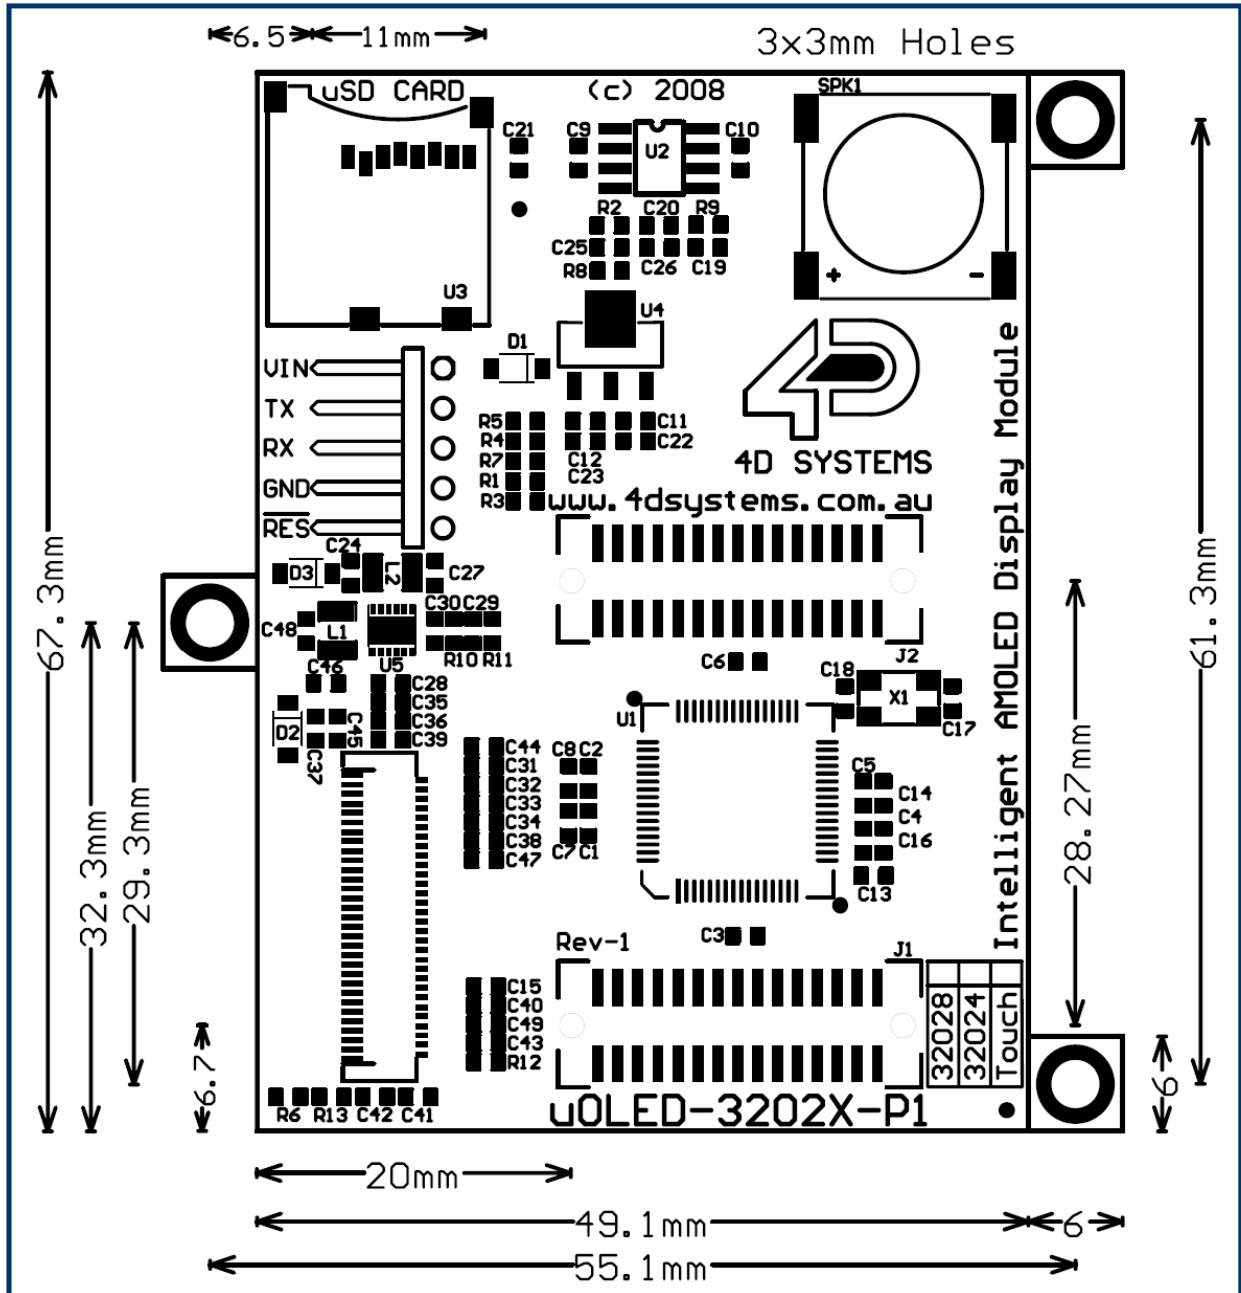 6.5
11mm
3x3mm Holes
uSD CARD
(c) 2008
SPK1
C21
C9
U2
C10
R2
C20
R9
C25
C26
C19
R8
U3
U4
+
-
D1
VIN
TX
RX
GND
RES
R5
R4
R7
R1
R3
C11
C22
C12
C23
4D SYSTEMS
www.4dsystems.com.au
Intelligent AMOLED Display Module
C24
D3
L2
C27
C48
L1
C30
C29
U5
R10
R11
C46
C28
C35
C36
C39
D2
C45
C37
C6
J2
C18
X1
C17
U1
C44
C31
C32
C33
C34
C38
C47
C8
C2
C7
C1
C5
C14
C4
C16
C13
C3
Rev-1
J1
C15
C40
C49
C43
R12
32028
32024
Touch
R6
R13
C42
C41
uOLED-3202X-P1
67.3mm
32.3mm
29.3mm
6.7
61.3mm
28.27mm
6
20mm
49.1mm
6
55.1mm